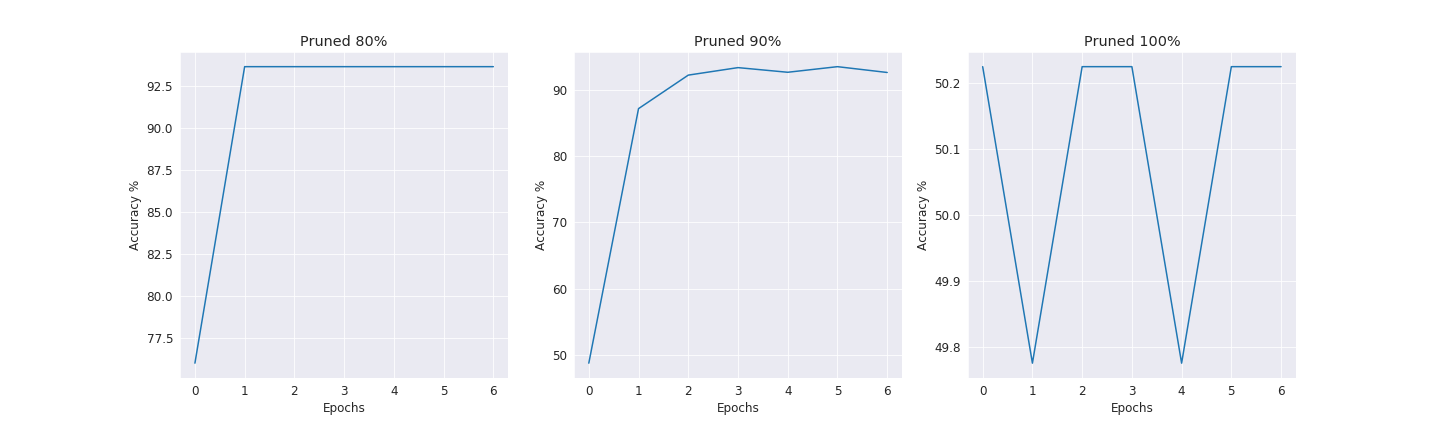 Pruned 80%
Accuracy %
92.5
90.0
87.5
85.0
82.5
80.0
77.5
0 1 2 3 4 5 6
Epochs
Pruned 90%
Accuracy %
90
80
70
60
50
0 1 2 3 4 5 6
Epochs
Pruned 100%
Accuracy %
50.2
50.1
50.0
49.9
49.8
0 1 2 3 4 5 6
Epochs